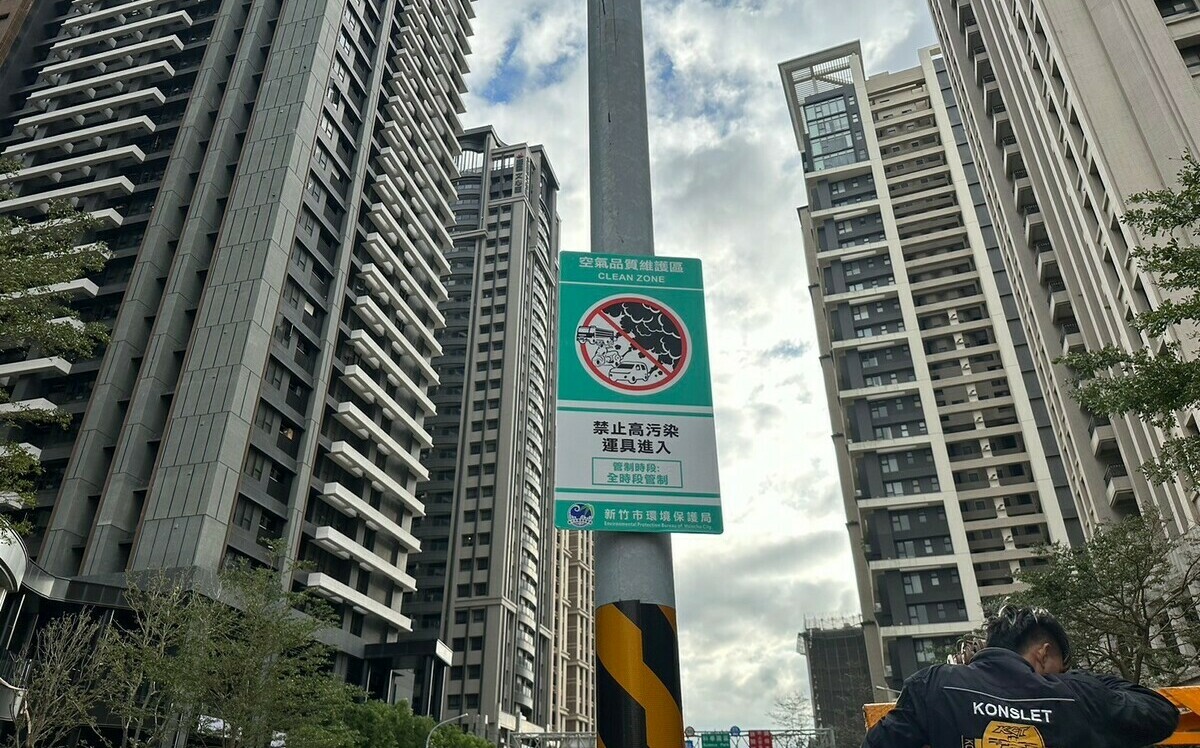 空氣品質維護區
CLEAN ZONE
禁止高污染
運具進入
管制時段:
全時段管制
新竹市環境保護局
Environmental Protection Bureau of Hsinchu City
KONSLET